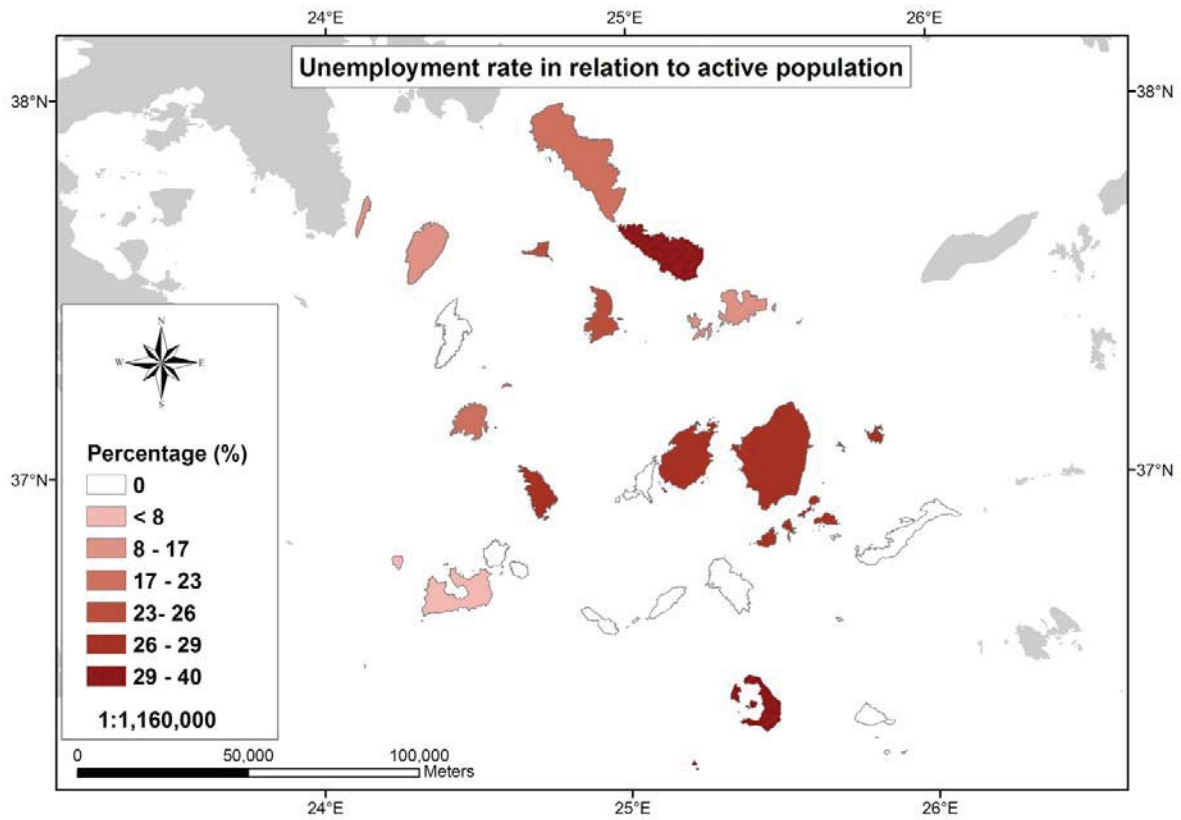 24°E 25°E 26°E
Unemployment rate in relation to active population
38°N 38°N
N
W E
S
Percentage (%)
0
< 8
8 - 17
17 - 23
23- 26
26 - 29
29 - 40
1:1,160,000
37°N 37°N
0 50,000 100,000
Meters
24°E 25°E 26°E